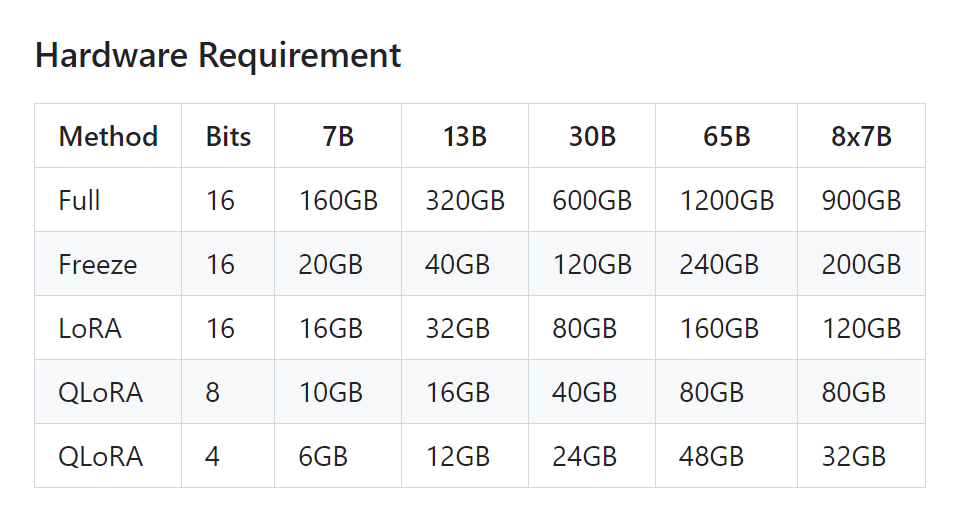 Hardware Requirement
Method Bits 7B 13B 30B 65B 8x7B
Full 16 160GB 320GB 600GB 1200GB 900GB
Freeze 16 20GB 40GB 120GB 240GB 200GB
LoRA 16 16GB 32GB 80GB 160GB 120GB
QLoRA 8 10GB 16GB 40GB 80GB 80GB
QLoRA 4 6GB 12GB 24GB 48GB 32GB